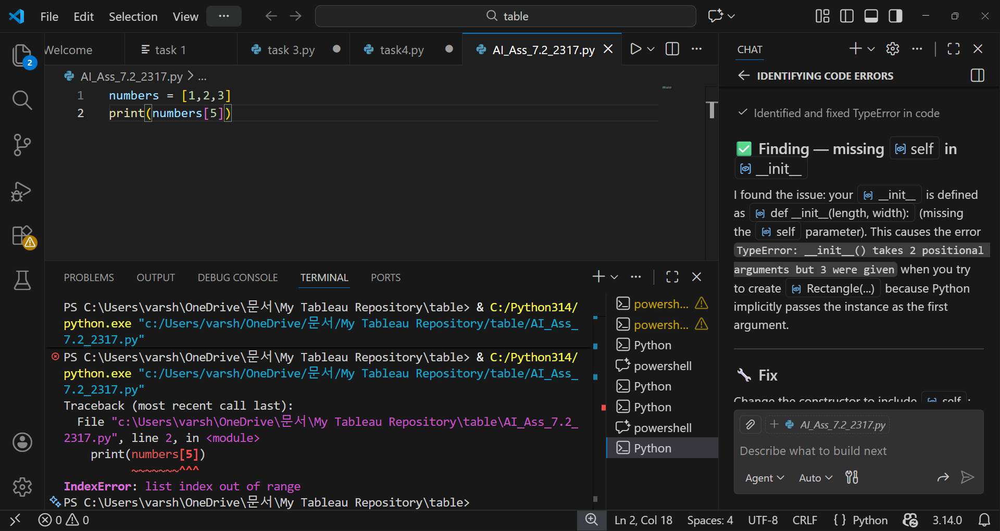 File Edit Selection View ···
table
Welcome
task 1
task 3.py
task4.py
AI_Ass_7.2_2317.py
AI_Ass_7.2_2317.py > ...
1 numbers = [1,2,3]
2 print(numbers[5])
2
PROBLEMS OUTPUT DEBUG CONSOLE TERMINAL PORTS
PS C:\Users\varsh\OneDrive\문서\My Tableau Repository\table> & C:/Python314/
python.exe "c:/Users/varsh/OneDrive/문서/My Tableau Repository/table/AI_Ass_
7.2_2317.py"
PS C:\Users\varsh\OneDrive\문서\My Tableau Repository\table> & C:/Python314/
python.exe "c:/Users/varsh/OneDrive/문서/My Tableau Repository/table/AI_Ass_
7.2_2317.py"
Traceback (most recent call last):
File "c:\Users\varsh\OneDrive\문서\My Tableau Repository\table\AI_Ass_7.2_
2317.py", line 2, in <module>
print(numbers[5])
~~~~~~~^^^
IndexError: list index out of range
PS C:\Users\varsh\OneDrive\문서\My Tableau Repository\table>
powersh...
powersh...
Python
powershell
Python
Python
powershell
Python
CHAT
IDENTIFYING CODE ERRORS
Identified and fixed TypeError in code
✅ Finding — missing self in
__init__
I found the issue: your __init__ is defined
as def __init__(length, width): (missing
the self parameter). This causes the error
TypeError: __init__() takes 2 positional
arguments but 3 were given when you try
to create Rectangle(...) because Python
implicitly passes the instance as the first
argument.
🔧 Fix
Change the constructor to include self :
AI_Ass_7.2_2317.py
Describe what to build next
Agent Auto
0 0
Ln 2, Col 18 Spaces: 4 UTF-8 CRLF {} Python 3.14.0